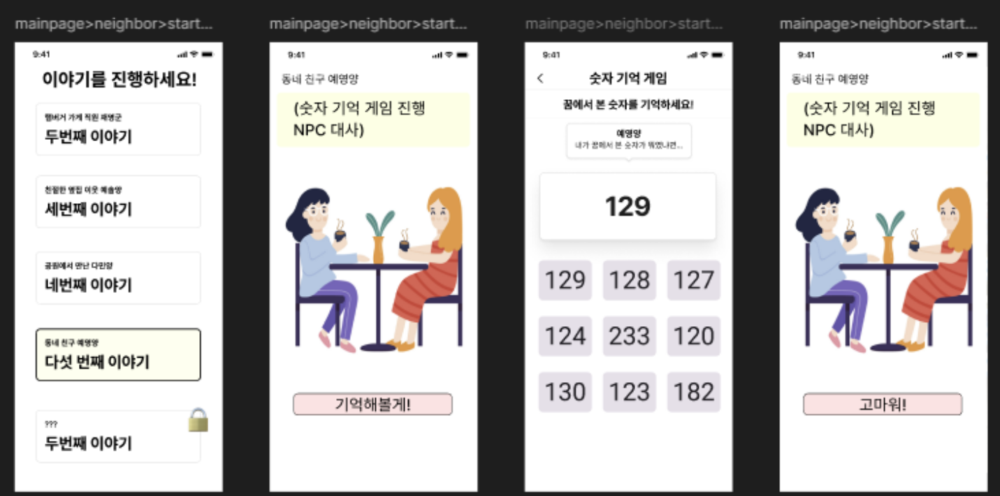 mainpage>neighbor>start...
9:41
이야기를 진행하세요!
햄버거 가게 직원 재영군
두번째 이야기
친절한 옆집 이웃 예솔양
세번째 이야기
공원에서 만난 다민양
네번째 이야기
동네 친구 예영양
다섯 번째 이야기
???
두번째 이야기
mainpage>neighbor>start...
9:41
동네 친구 예영양
(숫자 기억 게임 진행
NPC 대사)
기억해볼게!
mainpage>neighbor>start...
9:41
숫자 기억 게임
꿈에서 본 숫자를 기억하세요!
예영양
내가 꿈에서 본 숫자가 뭐였냐면...
129
129 128 127
124 233 120
130 123 182
mainpage>neighbor>start...
9:41
동네 친구 예영양
(숫자 기억 게임 진행
NPC 대사)
고마워!